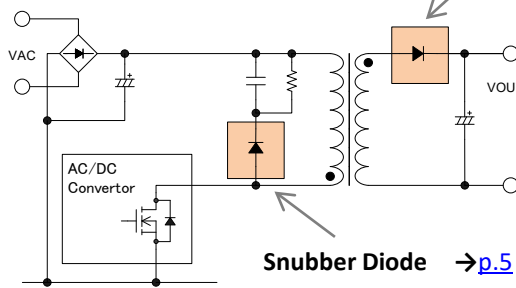 VAC
VOU
AC/DC
Convertor
Snubber Diode →p.5